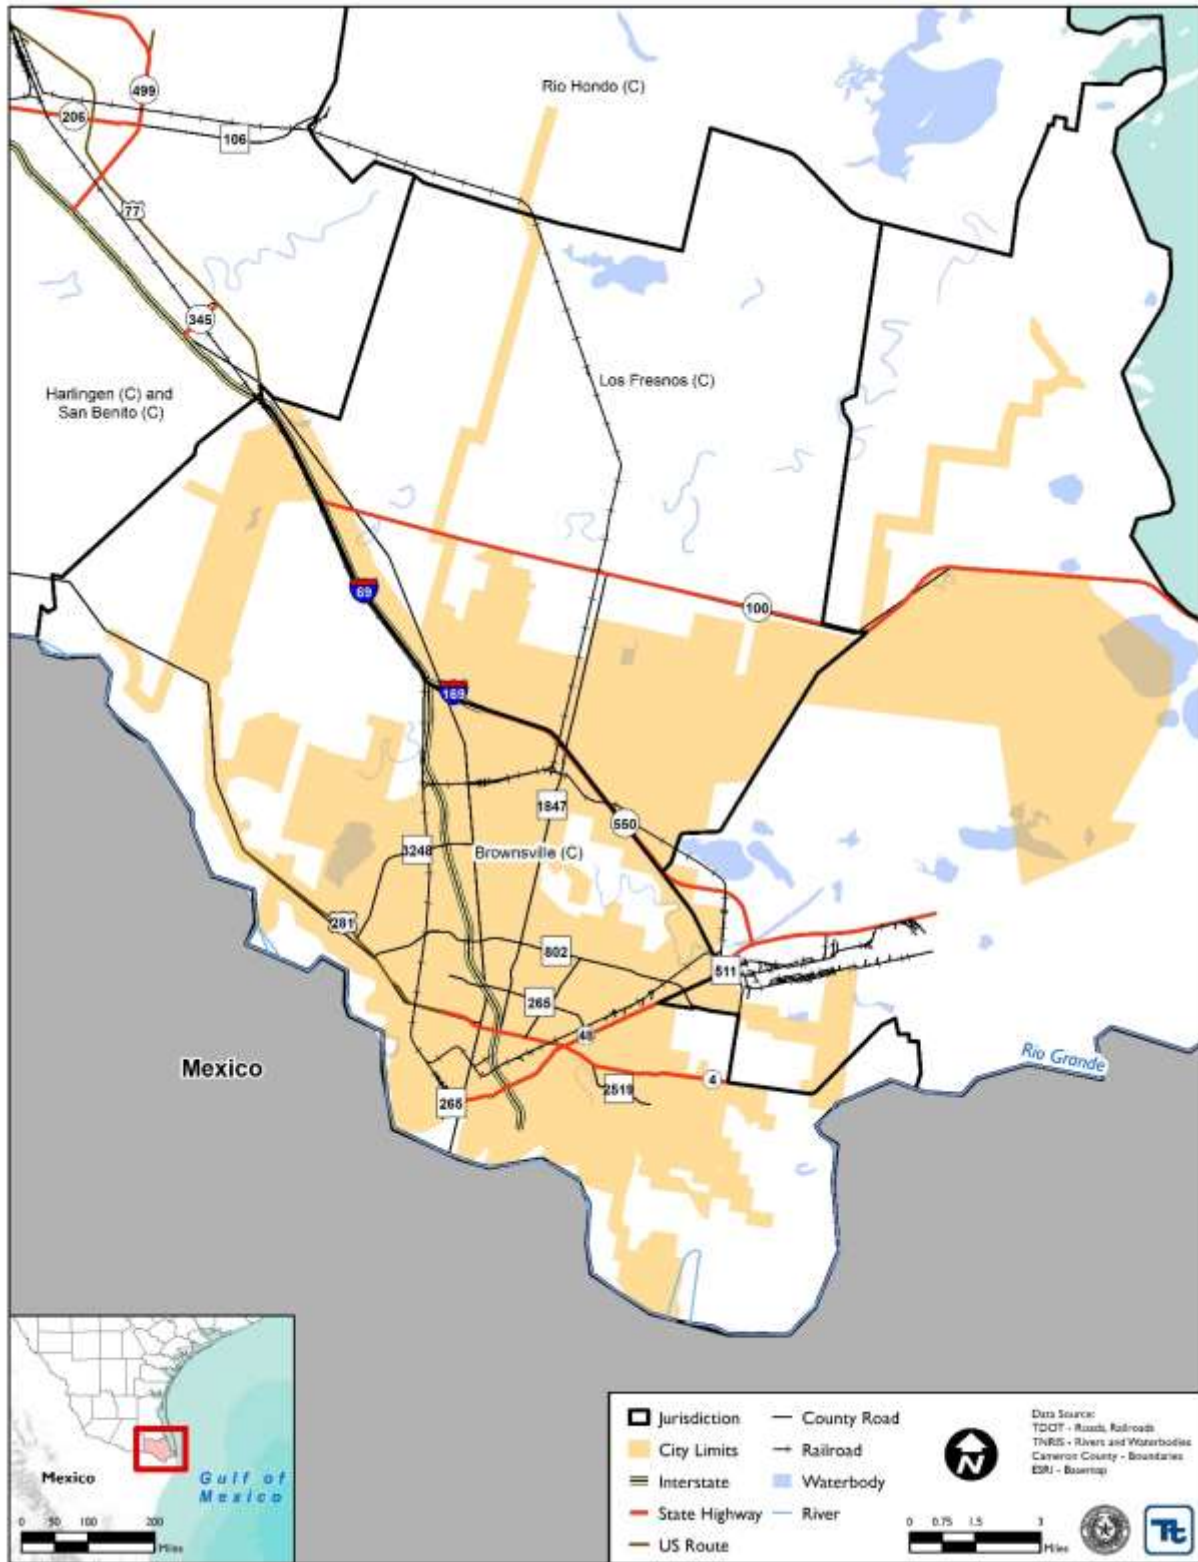 Rio Hondo (C)
499
206
106
77
345
Los Fresnos (C)
Harlingen (C) and
San Benito (C)
69
100
169
1847
550
3248
Brownsville (C)
281
802
511
265
48
Mexico
Rio Grande
4
2519
265
Mexico
Gulf of
Mexico
0 50 100 200
Miles
Jurisdiction
City Limits
Interstate
State Highway
US Route
County Road
Railroad
Waterbody
River
N
Data Source:
TDOT - Roads, Railroads
TNRIS - Rivers and Waterbodies
Cameron County - Boundaries
ESRI - Basemap
0 0.75 1.5 3
Miles
Tt